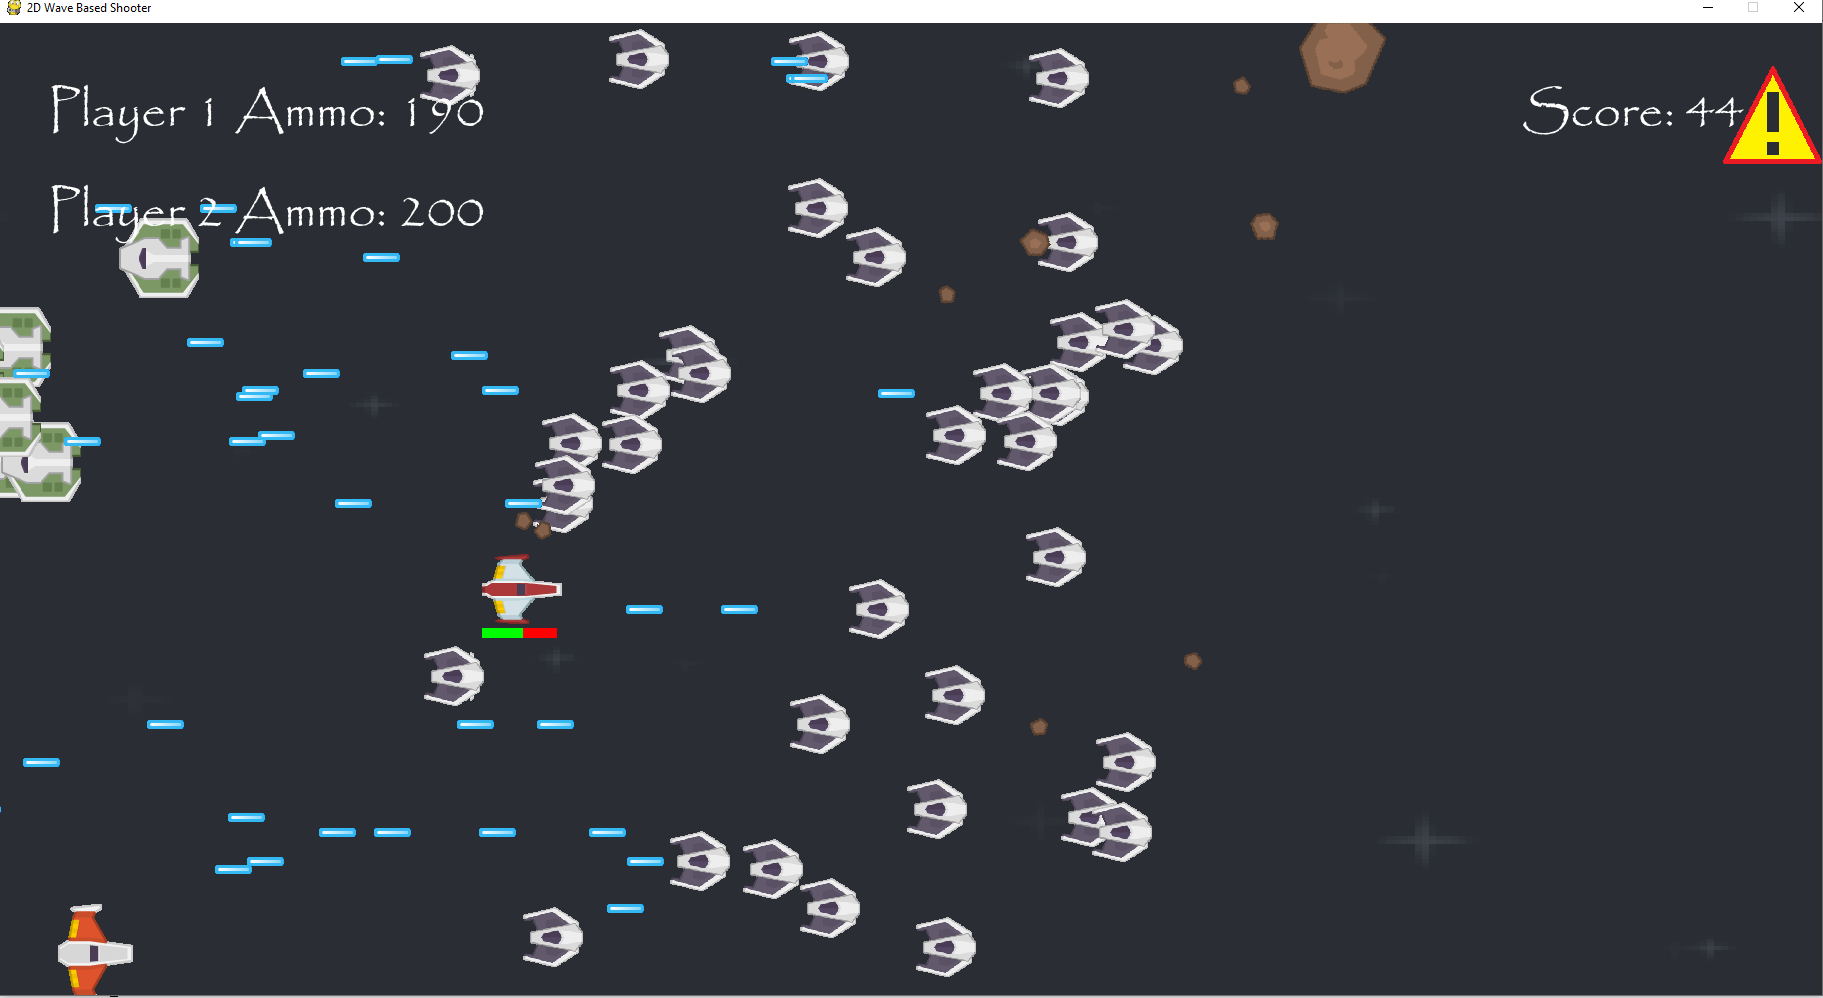 2D Wave Based Shooter
Player 1 Ammo: 190
Score: 44
Player 2 Ammo: 200